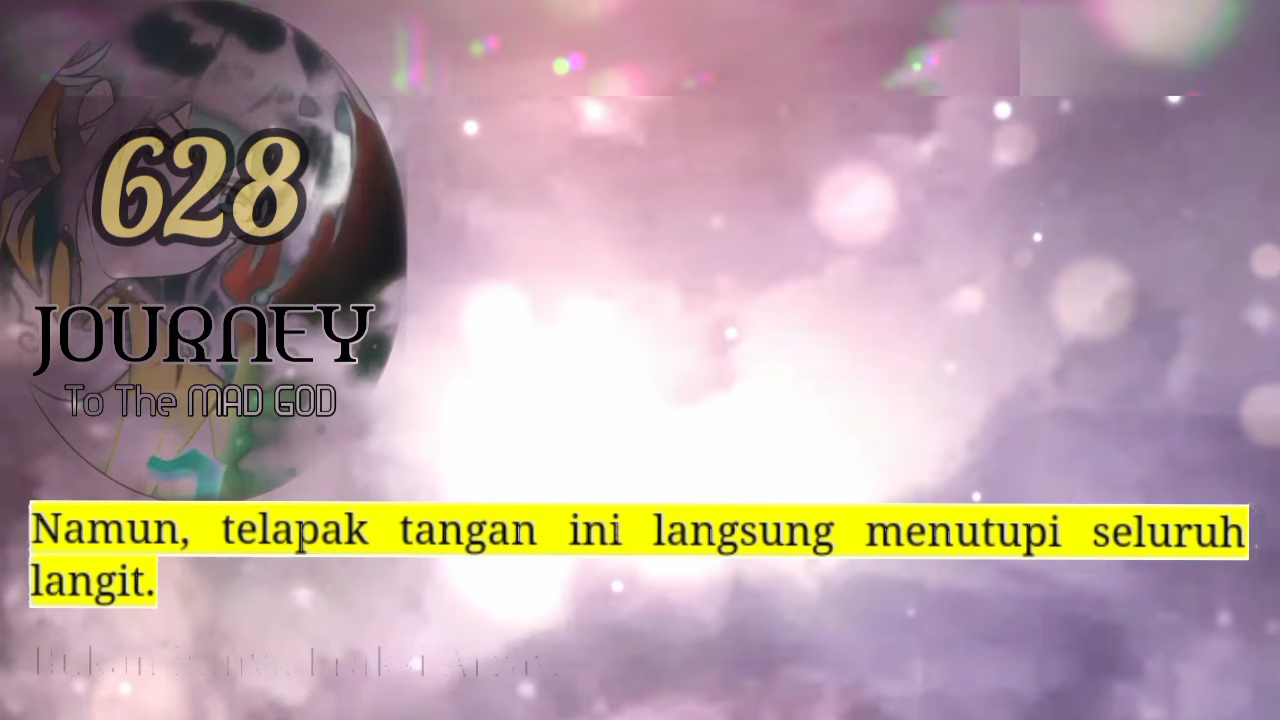 628
JOURNEY
To The MAD GOD
Namun, telapak tangan ini langsung menutupi seluruh
langit.